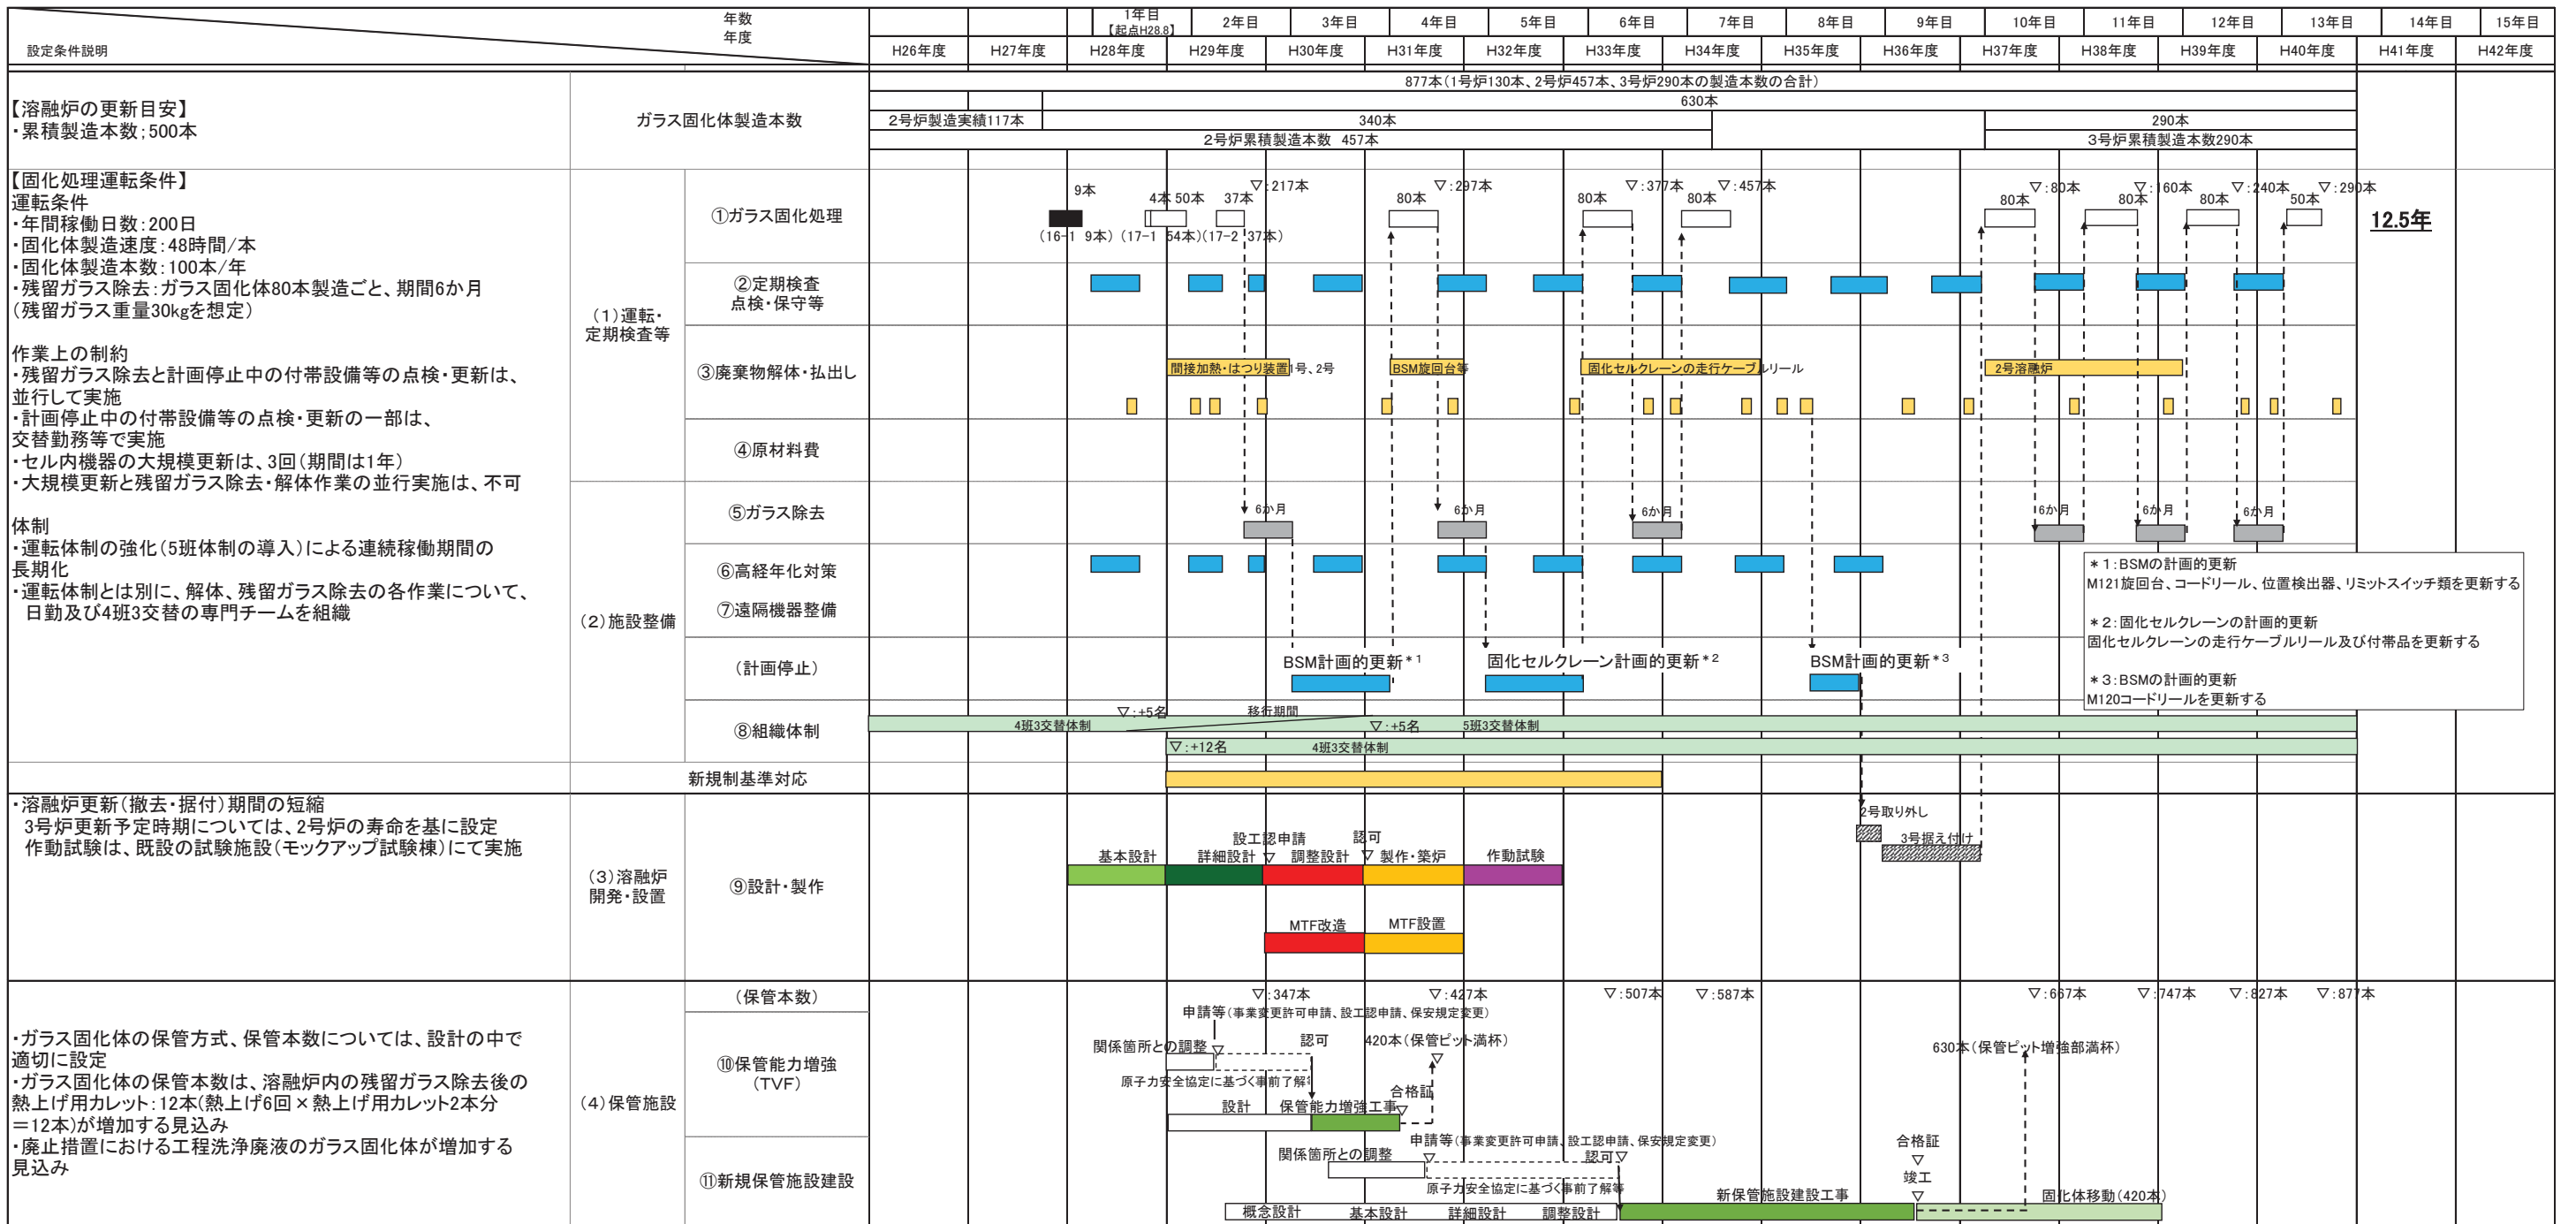 年数
年度
設定条件説明
1年目 2年目 3年目 4年目 5年目 6年目 7年目 8年目 9年目 10年目 11年目 12年目 13年目 14年目 15年目
【起点H28.8】
H26年度 H27年度 H28年度 H29年度 H30年度 H31年度 H32年度 H33年度 H34年度 H35年度 H36年度 H37年度 H38年度 H39年度 H40年度 H41年度 H42年度
【溶融炉の更新目安】
・累積製造本数;500本
ガラス固化体製造本数
877本(1号炉130本、2号炉457本、3号炉290本の製造本数の合計)
630本
2号炉製造実績117本 340本 290本
2号炉累積製造本数 457本 3号炉累積製造本数290本
【固化処理運転条件】
運転条件
・年間稼働日数:200日
・固化体製造速度:48時間/本
・固化体製造本数:100本/年
・残留ガラス除去:ガラス固化体80本製造ごと、期間6か月
(残留ガラス重量30kgを想定)
作業上の制約
・残留ガラス除去と計画停止中の付帯設備等の点検・更新は、
並行して実施
・計画停止中の付帯設備等の点検・更新の一部は、
交替勤務等で実施
・セル内機器の大規模更新は、3回(期間は1年)
・大規模更新と残留ガラス除去・解体作業の並行実施は、不可
体制
・運転体制の強化(5班体制の導入)による連続稼働期間の
長期化
・運転体制とは別に、解体、残留ガラス除去の各作業について、
日勤及び4班3交替の専門チームを組織
(1)運転・
定期検査等
①ガラス固化処理
▽:217本 ▽:297本 ▽:377本 ▽:457本 ▽:80本 ▽:160本 ▽:240本 ▽:290本
9本 4本 50本 37本 80本 80本 80本 80本 80本 80本 50本
(16-1 9本) (17-1 54本) (17-2 37本)
12.5年
②定期検査
点検・保守等
③廃棄物解体・払出し
間接加熱・はつり装置1号、2号 BSM旋回台等 固化セルクレーンの走行ケーブルリール 2号溶融炉
④原材料費
(2)施設整備
⑤ガラス除去
6か月 6か月 6か月 6か月 6か月 6か月
⑥高経年化対策
⑦遠隔機器整備
(計画停止)
BSM計画的更新*1 固化セルクレーン計画的更新*2 BSM計画的更新*3
*1:BSMの計画的更新
M121旋回台、コードリール、位置検出器、リミットスイッチ類を更新する
*2:固化セルクレーンの計画的更新
固化セルクレーンの走行ケーブルリール及び付帯品を更新する
*3:BSMの計画的更新
M120コードリールを更新する
⑧組織体制
▽:+5名 移行期間
4班3交替体制 ▽:+5名 5班3交替体制
▽:+12名 4班3交替体制
新規制基準対応
・溶融炉更新(撤去・据付)期間の短縮
3号炉更新予定時期については、2号炉の寿命を基に設定
作動試験は、既設の試験施設(モックアップ試験棟)にて実施
(3)溶融炉
開発・設置
⑨設計・製作
2号取り外し
3号据え付け
設工認申請 認可
▽ ▽
基本設計 詳細設計 調整設計 製作・築炉 作動試験
MTF改造 MTF設置
・ガラス固化体の保管方式、保管本数については、設計の中で
適切に設定
・ガラス固化体の保管本数は、溶融炉内の残留ガラス除去後の
熱上げ用カレット:12本(熱上げ6回×熱上げ用カレット2本分
=12本)が増加する見込み
・廃止措置における工程洗浄廃液のガラス固化体が増加する
見込み
(4)保管施設
(保管本数)
▽:347本 ▽:427本 ▽:507本 ▽:587本 ▽:667本 ▽:747本 ▽:827本 ▽:877本
⑩保管能力増強
(TVF)
申請等(事業変更許可申請、設工認申請、保安規定変更)
関係箇所との調整 ▽ 認可 420本(保管ピット満杯)
▽
原子力安全協定に基づく事前了解等
合格証
設計 保管能力増強工事 ▽
630本(保管ピット増強部満杯)
⑪新規保管施設建設
申請等(事業変更許可申請、設工認申請、保安規定変更)
関係箇所との調整 ▽ 認可▽
原子力安全協定に基づく事前了解等
合格証
▽
竣工
▽
概念設計 基本設計 詳細設計 調整設計 新保管施設建設工事 固化体移動(420本)